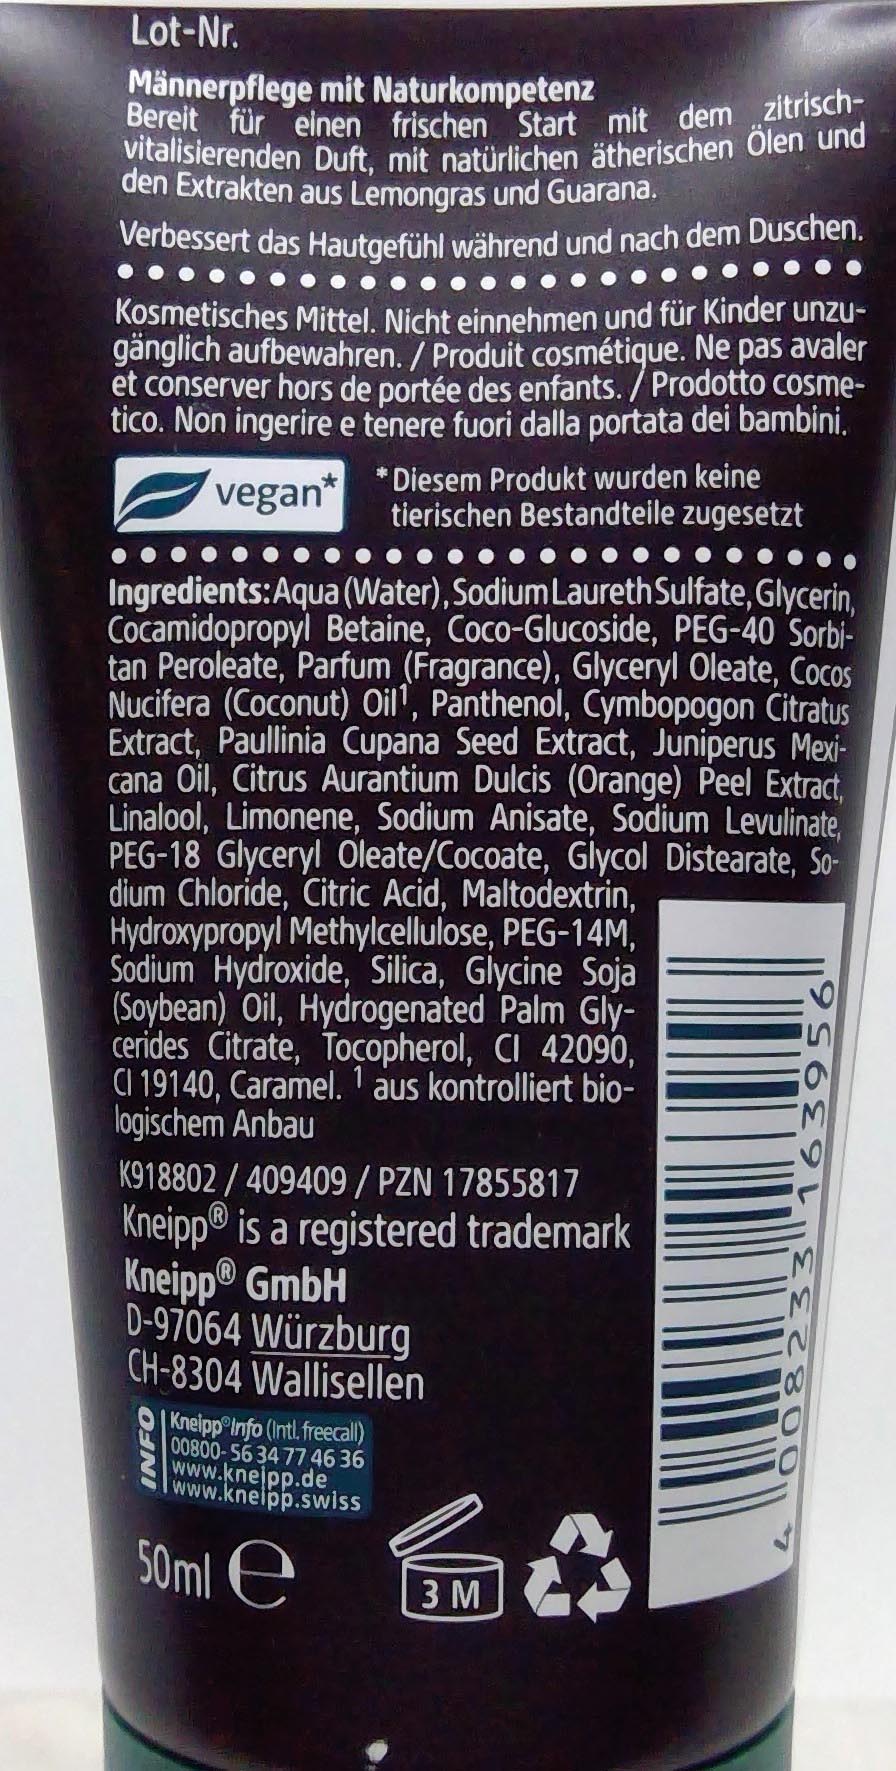 Lot-Nr.
Männerpflege mit Naturkompetenz
Bereit für einen frischen Start mit dem zitrisch-
vitalisierenden Duft, mit natürlichen ätherischen Ölen und
den Extrakten aus Lemongras und Guarana.
Verbessert das Hautgefühl während und nach dem Duschen.
Kosmetisches Mittel. Nicht einnehmen und für Kinder unzu-
gänglich aufbewahren. / Produit cosmétique. Ne pas avaler
et conserver hors de portée des enfants. / Prodotto cosme-
tico. Non ingerire e tenere fuori dalla portata dei bambini.
vegan*
* Diesem Produkt wurden keine
tierischen Bestandteile zugesetzt
Ingredients: Aqua (Water), Sodium Laureth Sulfate, Glycerin,
Cocamidopropyl Betaine, Coco-Glucoside, PEG-40 Sorbi-
tan Peroleate, Parfum (Fragrance), Glyceryl Oleate, Cocos
Nucifera (Coconut) Oil¹, Panthenol, Cymbopogon Citratus
Extract, Paullinia Cupana Seed Extract, Juniperus Mexi-
cana Oil, Citrus Aurantium Dulcis (Orange) Peel Extract,
Linalool, Limonene, Sodium Anisate, Sodium Levulinate,
PEG-18 Glyceryl Oleate/Cocoate, Glycol Distearate, So-
dium Chloride, Citric Acid, Maltodextrin,
Hydroxypropyl Methylcellulose, PEG-14M,
Sodium Hydroxide, Silica, Glycine Soja
(Soybean) Oil, Hydrogenated Palm Gly-
cerides Citrate, Tocopherol, CI 42090,
CI 19140, Caramel. ¹ aus kontrolliert bio-
logischem Anbau
K918802 / 409409 / PZN 17855817
Kneipp® is a registered trademark
Kneipp® GmbH
D-97064 Würzburg
CH-8304 Wallisellen
INFO
Kneipp® Info (Intl. freecall)
00800- 56 34 77 46 36
www.kneipp.de
www.kneipp.swiss
50ml e
3 M
4 008233 163956